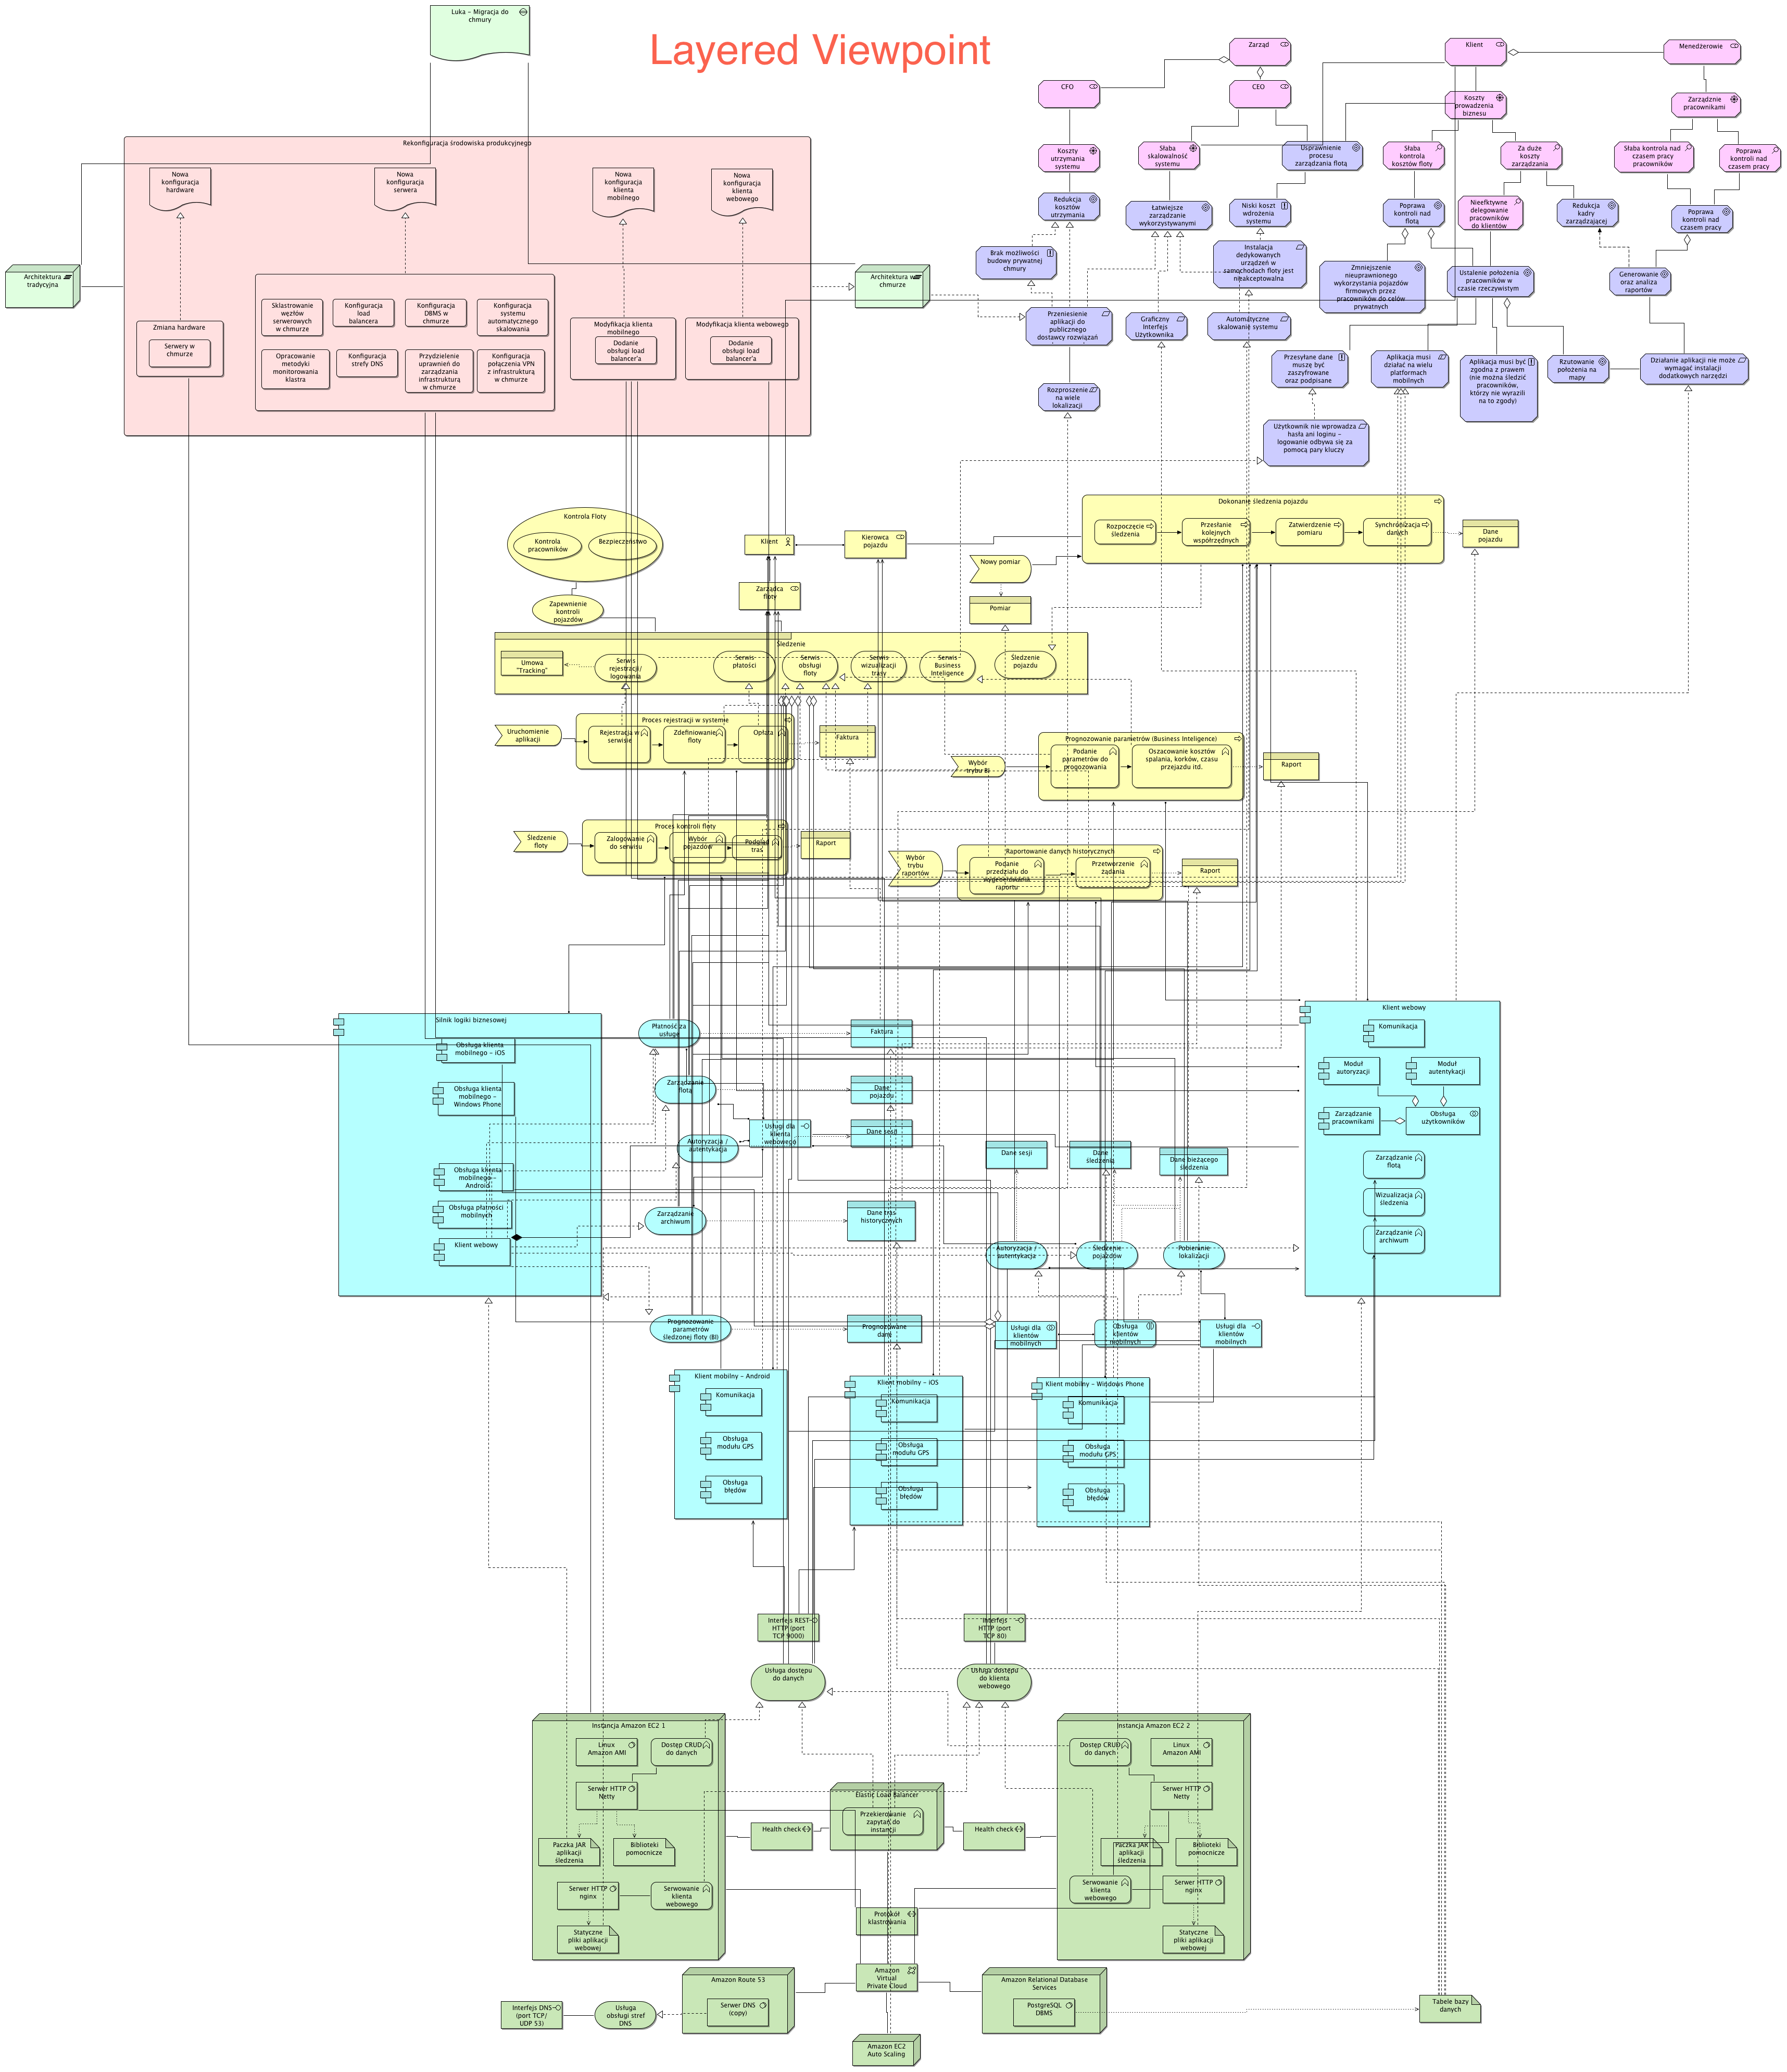 Luka - Migracja do
chmury
Layered Viewpoint
Zarząd
Klient
Menedżerowie
CFO
CEO
Koszty
prowadzenia
biznesu
Zarządznie
pracownikami
Rekonfiguracja środowiska produkcyjnego
Koszty
utrzymania
systemu
Słaba
skalowalność
systemu
Usprawnienie
procesu
zarządzania flotą
Słaba
kontrola
kosztów floty
Za duże
koszty
zarządzania
Słaba kontrola nad
czasem pracy
pracowników
Poprawa
kontroli nad
czasem pracy
Nowa
konfiguracja
hardware
Nowa
konfiguracja
serwera
Nowa
konfiguracja
klienta
mobilnego
Nowa
konfiguracja
klienta
webowego
Redukcja
kosztów
utrzymania
Łatwiejsze
zarządzanie
wykorzystywanymi
Niski koszt
wdrożenia
systemu
Poprawa
kontroli nad
flotą
Nieefktywne
delegowanie
pracowników
do klientów
Redukcja
kadry
zarządzającej
Poprawa
kontroli nad
czasem pracy
Brak możliwości
budowy prywatnej
chmury
Instalacja
dedykowanych
urządzeń w
samochodach floty jest
nieakceptowalna
Zmniejszenie
nieuprawnionego
wykorzystania pojazdów
firmowych przez
pracowników do celów
prywatnych
Ustalenie położenia
pracowników w
czasie rzeczywistym
Generowanie
oraz analiza
raportów
Architektura
tradycyjna
Architektura w
chmurze
Sklastrowanie
węzłów
serwerowych
w chmurze
Konfiguracja
load
balancera
Konfiguracja
DBMS w
chmurze
Konfiguracja
systemu
automatycznego
skalowania
Zmiana hardware
Serwery w
chmurze
Modyfikacja klienta
mobilnego
Dodanie
obsługi load
balancer'a
Modyfikacja klienta webowego
Dodanie
obsługi load
balancer'a
Przeniesienie
aplikacji do
publicznego
dostawcy rozwiązań
Graficzny
Interfejs
Użytkownika
Automatyczne
skalowanie systemu
Opracowanie
metodyki
monitorowania
klastra
Konfiguracja
strefy DNS
Przydzielenie
uprawnień do
zarządzania
infrastrukturą
w chmurze
Konfiguracja
połączenia VPN
z infrastrukturą
w chmurze
Przesyłane dane
muszę być
zaszyfrowane
oraz podpisane
Aplikacja musi
działać na wielu
platformach
mobilnych
Aplikacja musi być
zgodna z prawem
(nie można śledzić
pracowników,
którzy nie wyrazili
na to zgody)
Rzutowanie
położenia na
mapy
Działanie aplikacji nie może
wymagać instalacji
dodatkowych narzędzi
Rozproszenie
na wiele
lokalizacji
Użytkownik nie wprowadza
hasła ani loginu -
logowanie odbywa się za
pomocą pary kluczy
Kontrola Floty
Kontrola
pracowników
Bezpieczeństwo
Zapewnienie
kontroli
pojazdów
Klient
Kierowca
pojazdu
Zarządca
floty
Dokonanie śledzenia pojazdu
Rozpoczęcie
śledzenia
Przesłanie
kolejnych
współrzędnych
Zatwierdzenie
pomiaru
Synchronizacja
danych
Dane
pojazdu
Nowy pomiar
Pomiar
Śledzenie
Umowa
"Tracking"
Serwis
rejestracji/
logowania
Serwis
płatości
Serwis
obsługi
floty
Serwis
wizualizacji
trasy
Serwis
Business
Inteligence
Śledzenie
pojazdu
Uruchomienie
aplikacji
Proces rejestracji w systemie
Rejestracja w
serwisie
Zdefiniowanie
floty
Opłata
Faktura
Wybór
trybu BI
Prognozowanie parametrów (Business Inteligence)
Podanie
parametrów do
progozowania
Oszacowanie kosztów
spalania, korków, czasu
przejazdu itd.
Raport
Śledzenie
floty
Proces kontroli floty
Zalogowanie
do serwisu
Wybór
pojazdów
Podgląd
tras
Raport
Wybór
trybu
raportów
Raportowanie danych historycznych
Podanie
przedziału do
wygenerowania
raportu
Przetworzenie
żądania
Raport
Silnik logiki biznesowej
Obsługa klienta
mobilnego - iOS
Obsługa klienta
mobilnego -
Windows Phone
Obsługa klienta
mobilnego -
Android
Obsługa płatności
mobilnych
Klient webowy
Płatność za
usługę
Faktura
Zarządzanie
flotą
Dane
pojazdu
Autoryzacja /
autentykacja
Usługi dla
klienta
webowego
Dane sesji
Zarządzanie
archiwum
Dane tras
historycznych
Dane sesji
Dane
śledzenia
Dane bieżącego
śledzenia
Autoryzacja /
autentykacja
Śledzenie
pojazdów
Pobieranie
lokalizacji
Prognozowanie
parametrów
śledzonej floty (BI)
Prognozowane
dane
Usługi dla
klientów
mobilnych
Obsługa
klientów
mobilnych
Usługi dla
klientów
mobilnych
Klient webowy
Komunikacja
Moduł
autoryzacji
Moduł
autentykacji
Zarządzanie
pracownikami
Obsługa
użytkowników
Zarządzanie
flotą
Wizualizacja
śledzenia
Zarządzanie
archiwum
Klient mobilny - Android
Komunikacja
Obsługa
modułu GPS
Obsługa
błędów
Klient mobilny - iOS
Komunikacja
Obsługa
modułu GPS
Obsługa
błędów
Klient mobilny - Windows Phone
Komunikacja
Obsługa
modułu GPS
Obsługa
błędów
Interfejs REST
HTTP (port
TCP 9000)
Interfejs
HTTP (port
TCP 80)
Usługa dostępu
do danych
Usługa dostępu
do klienta
webowego
Instancja Amazon EC2 1
Linux
Amazon AMI
Dostęp CRUD
do danych
Serwer HTTP
Netty
Paczka JAR
aplikacji
śledzenia
Biblioteki
pomocnicze
Serwer HTTP
nginx
Serwowanie
klienta
webowego
Statyczne
pliki aplikacji
webowej
Health check
Elastic Load Balancer
Przekierowanie
zapytań do
instancji
Health check
Instancja Amazon EC2 2
Dostęp CRUD
do danych
Linux
Amazon AMI
Serwer HTTP
Netty
Paczka JAR
aplikacji
śledzenia
Biblioteki
pomocnicze
Serwowanie
klienta
webowego
Serwer HTTP
nginx
Statyczne
pliki aplikacji
webowej
Protokół
klastrowania
Amazon
Virtual
Private Cloud
Amazon Route 53
Serwer DNS
(copy)
Interfejs DNS
(port TCP/
UDP 53)
Usługa
obsługi stref
DNS
Amazon Relational Database
Services
PostgreSQL
DBMS
Tabele bazy
danych
Amazon EC2
Auto Scaling